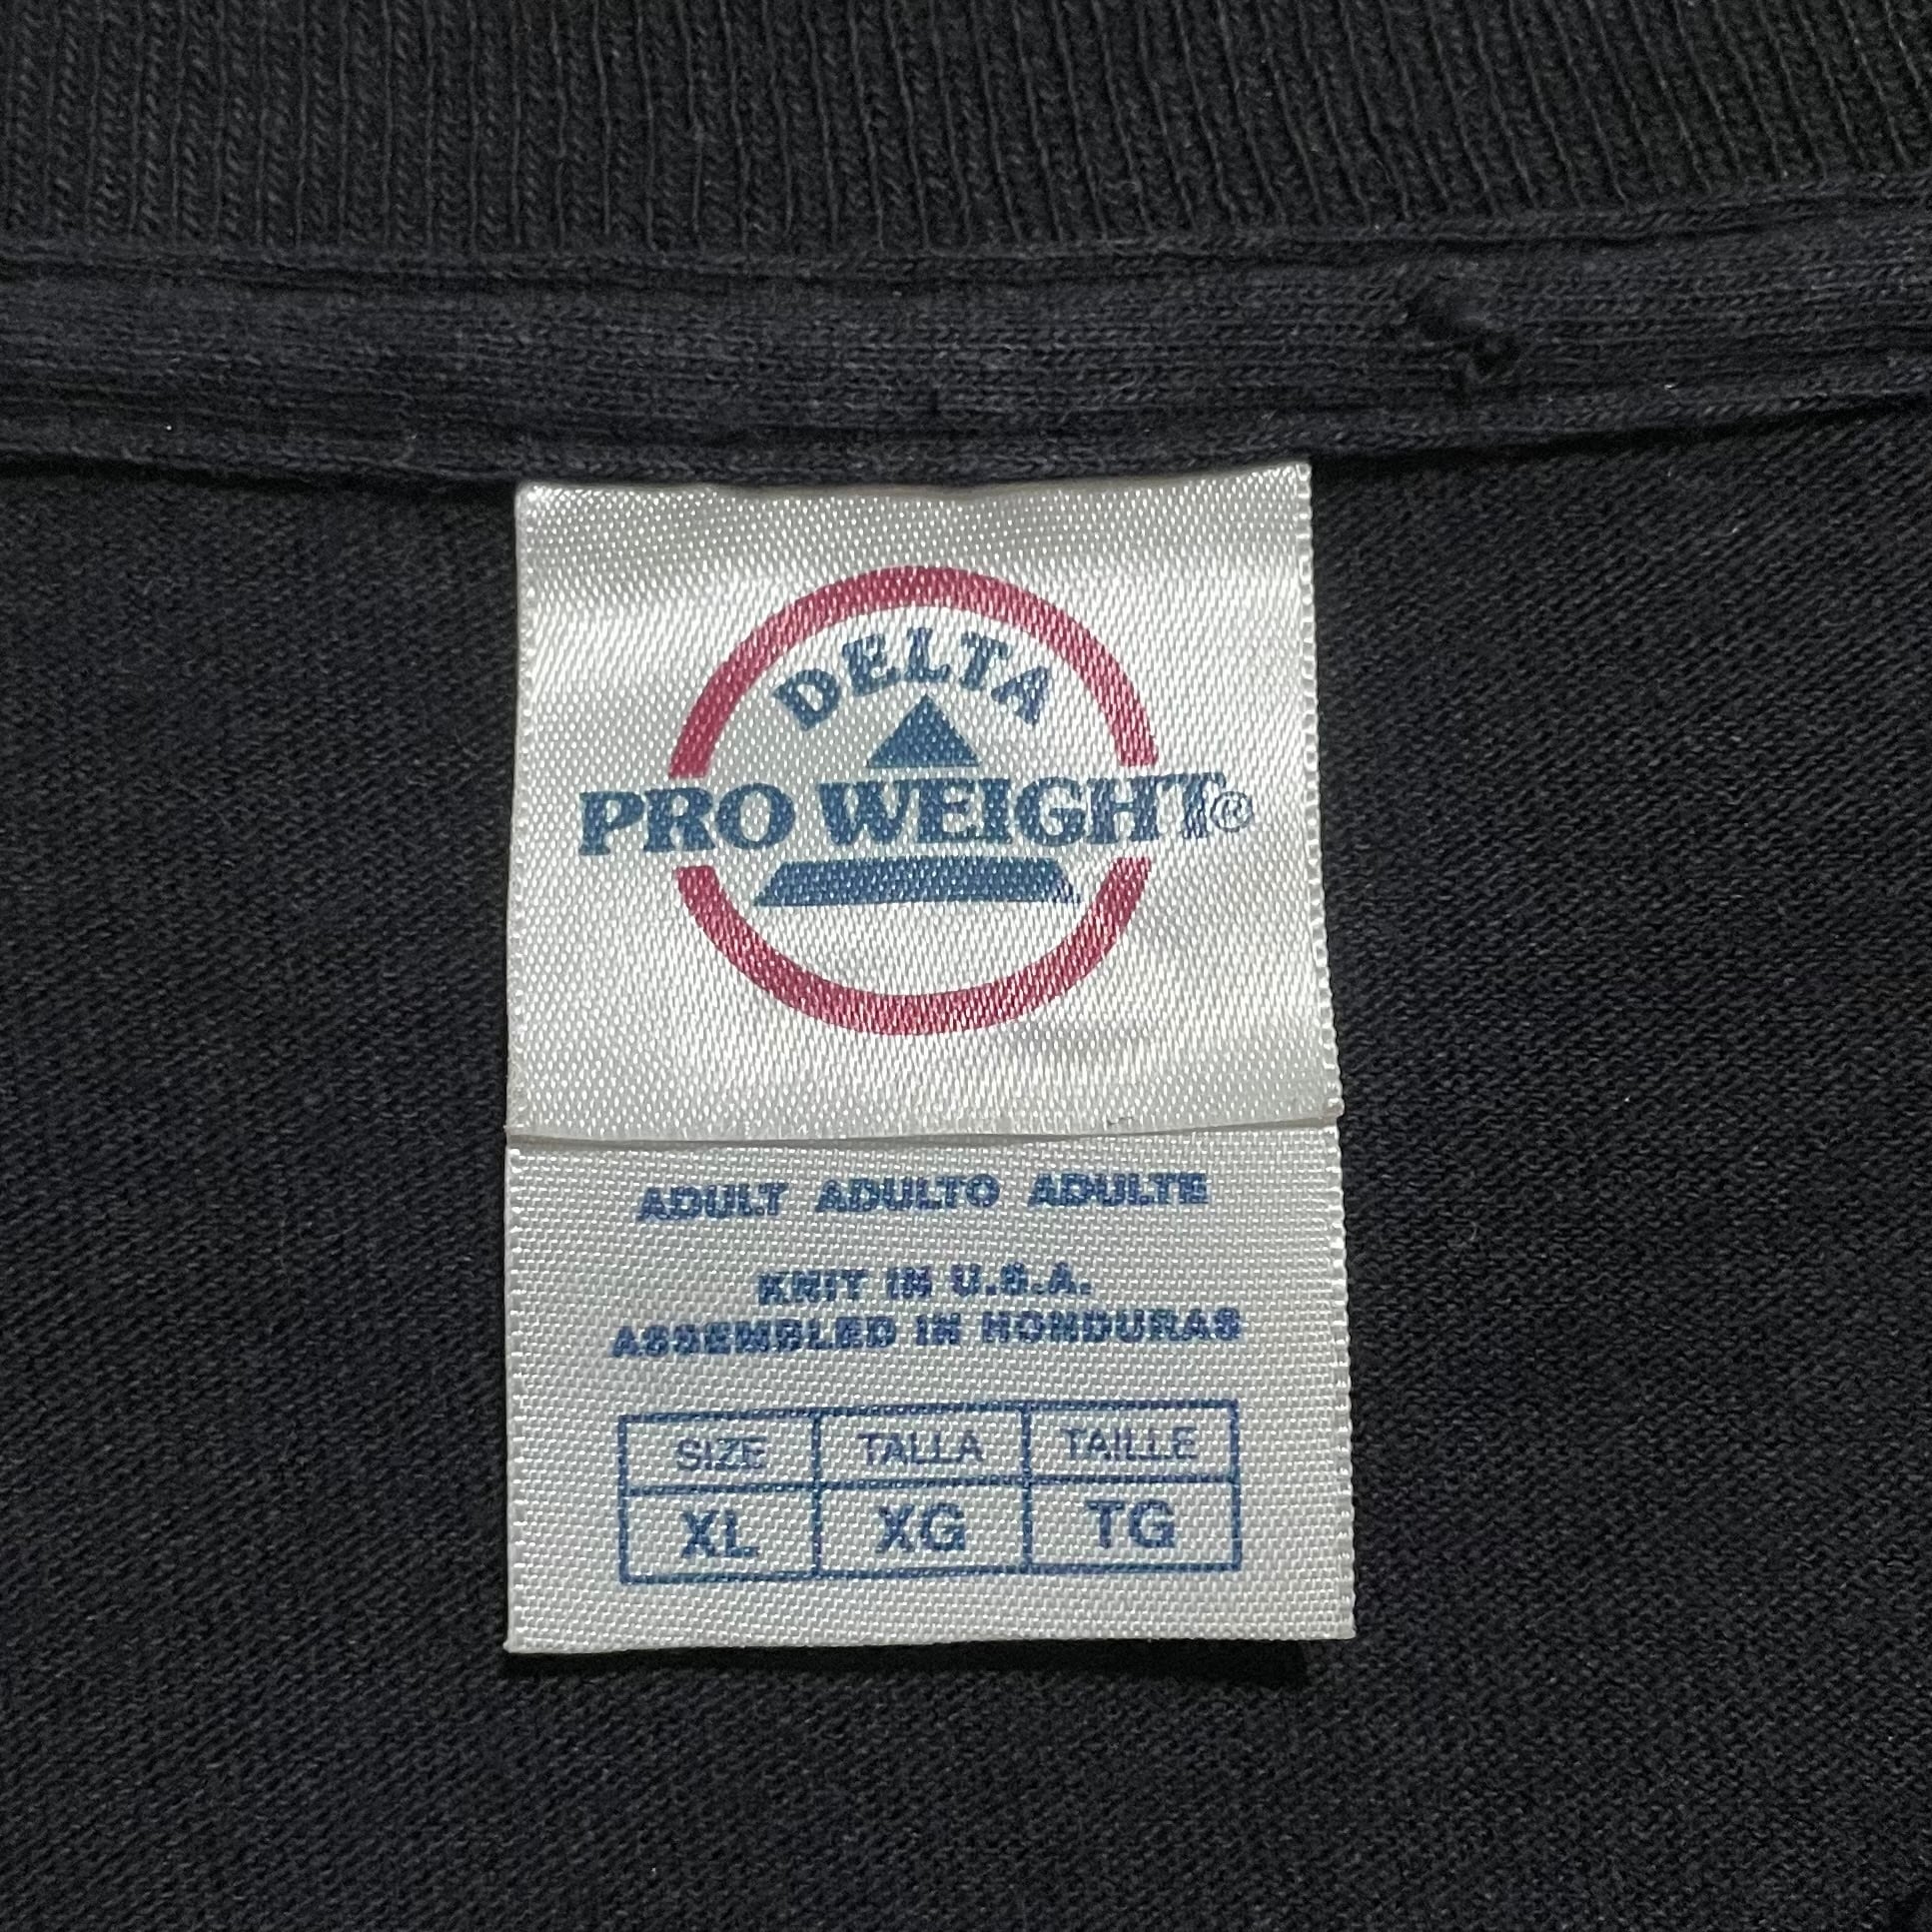 DELTA
PRO WEIGHT®
ADULT ADULTO ADULTE
KNIT IN U.S.A.
ASSEMBLED IN HONDURAS
SIZE TALLA TAILLE
XL XG TG